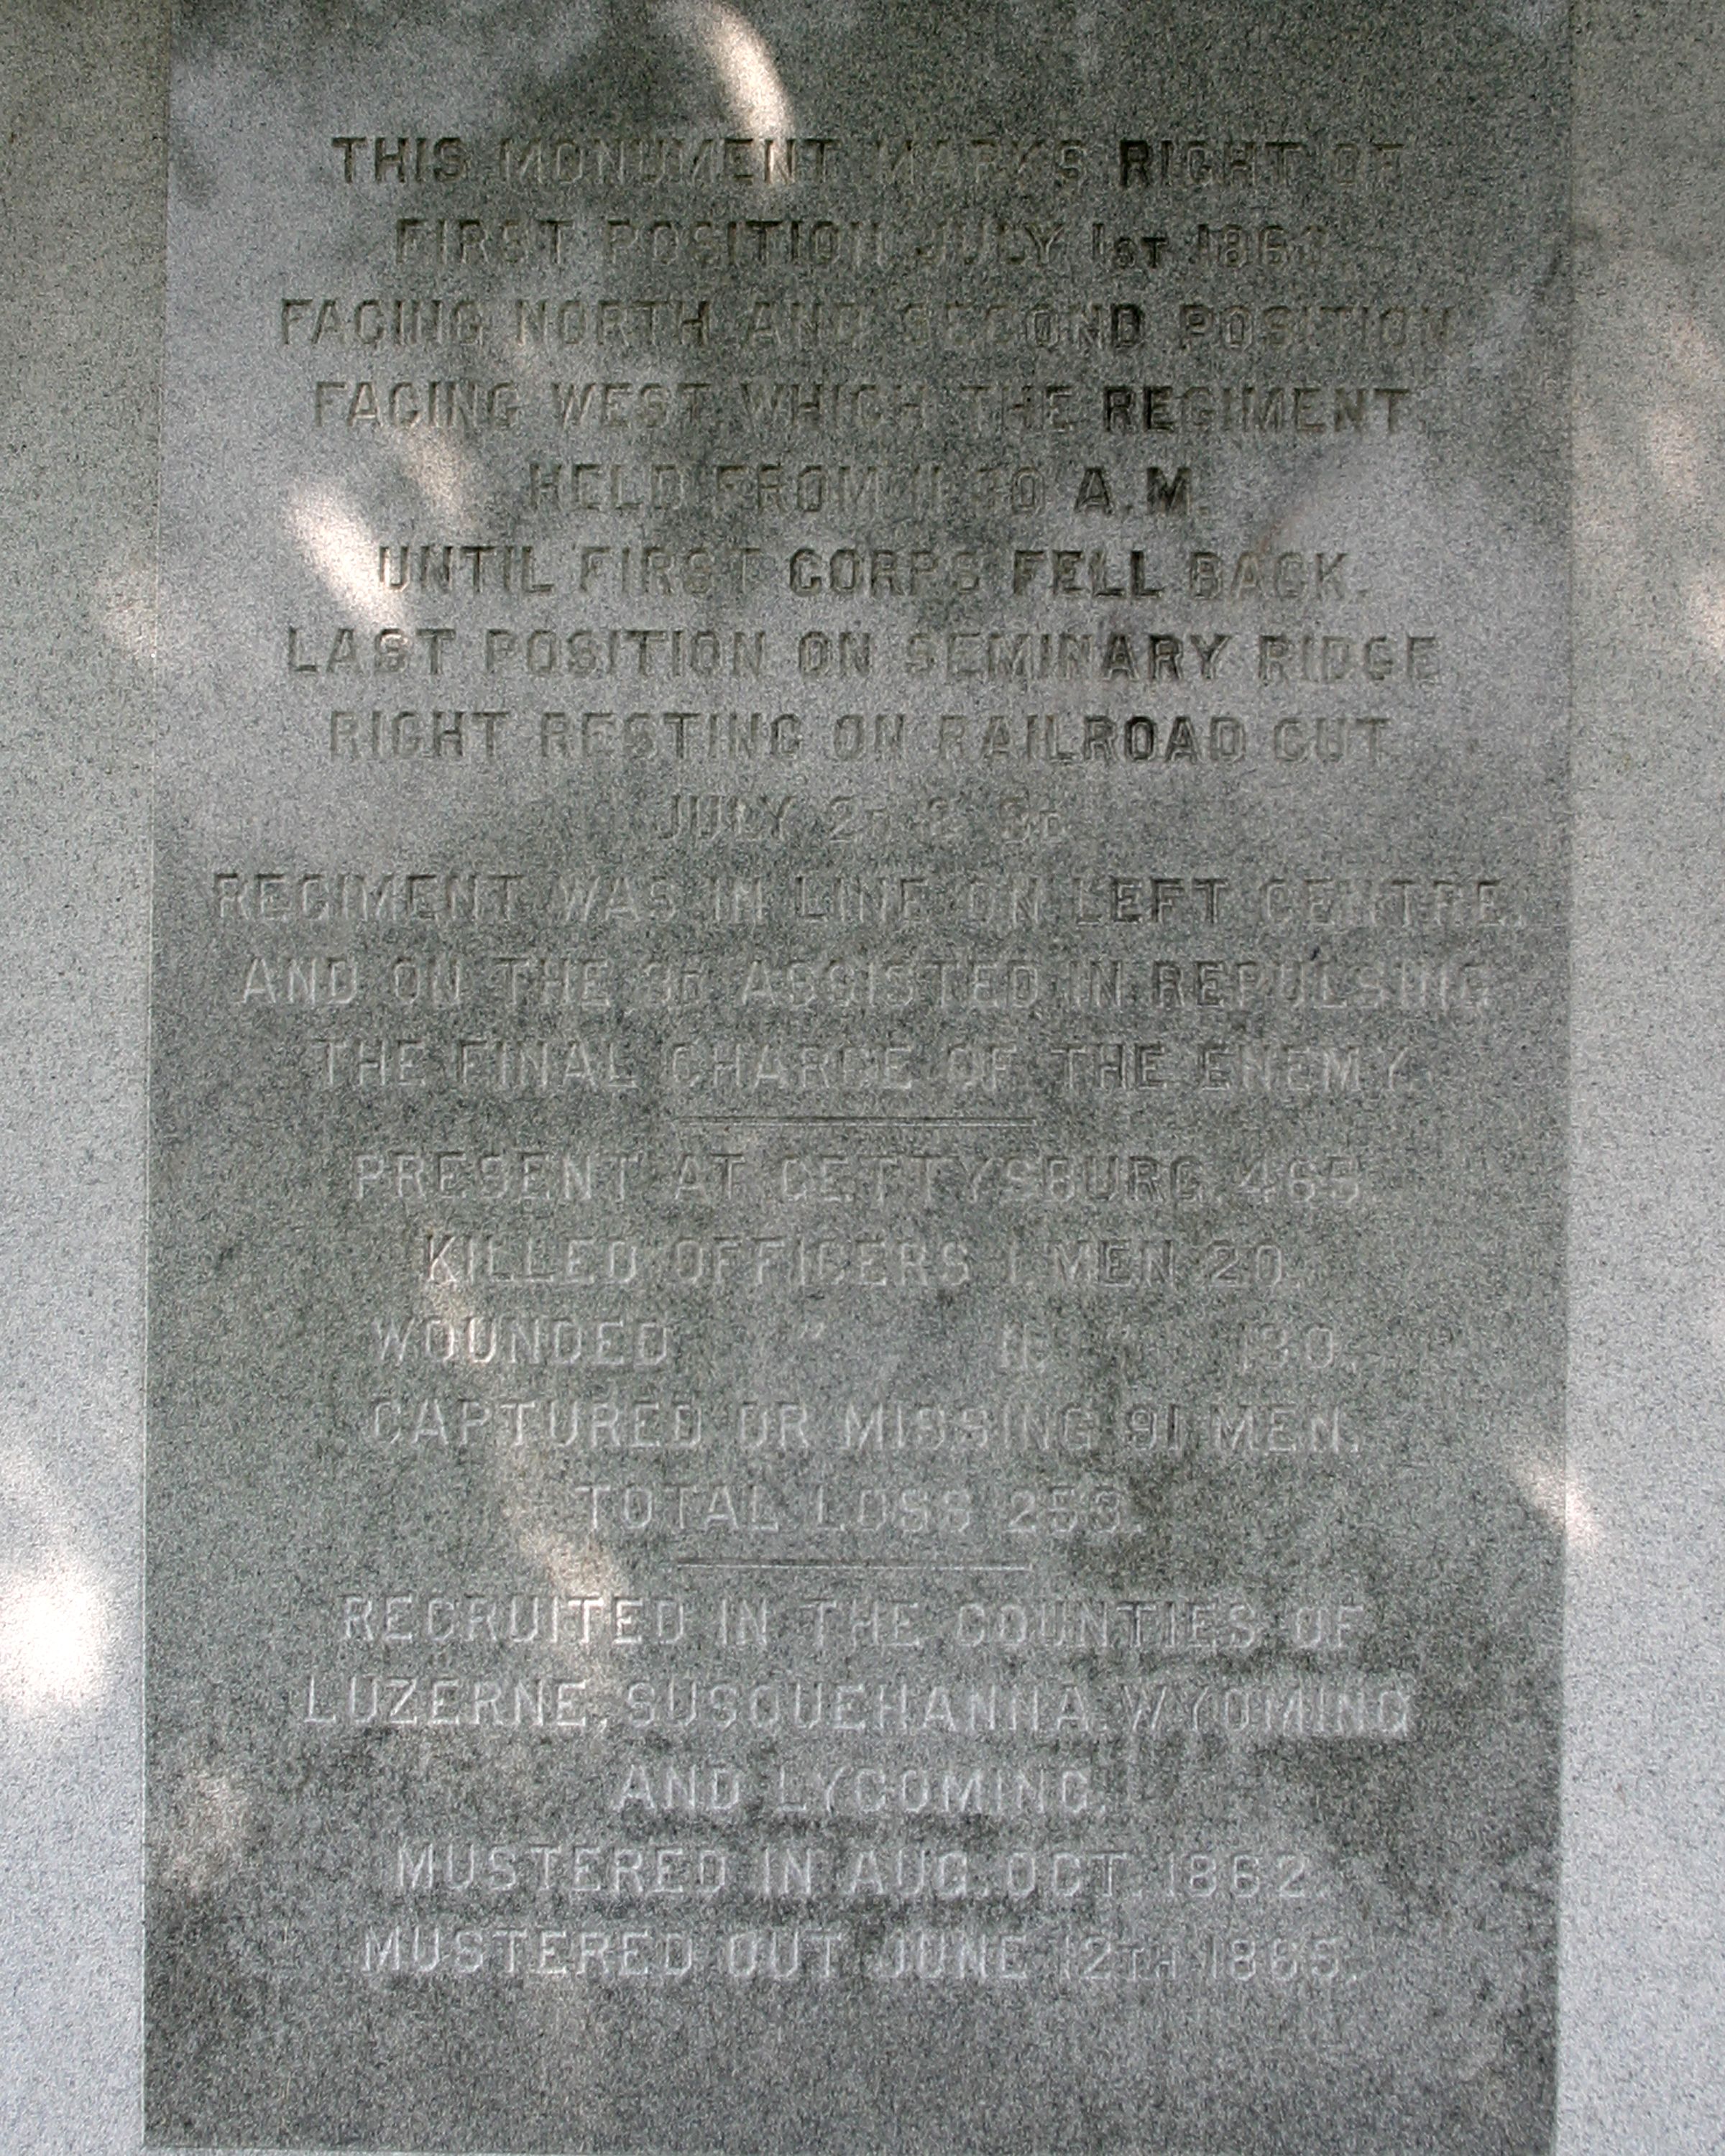 THIS MONUMENT MARKS RIGHT OF
FIRST POSITION JULY 1ST 1863
FACING NORTH AND SECOND POSITION
FACING WEST WHICH THE REGIMENT
HELD FROM 11.30 A.M.
UNTIL FIRST CORPS FELL BACK.
LAST POSITION ON SEMINARY RIDGE
RIGHT RESTING ON RAILROAD CUT
JULY 2D & 3D
REGIMENT WAS IN LINE ON LEFT CENTRE,
AND ON THE 3D ASSISTED IN REPULSING
THE FINAL CHARGE OF THE ENEMY.
PRESENT AT GETTYSBURG, 465
KILLED OFFICERS 1. MEN 20.
WOUNDED " 11. " 130.
CAPTURED OR MISSING 91 MEN.
TOTAL LOSS 253.
RECRUITED IN THE COUNTIES OF
LUZERNE, SUSQUEHANNA, WYOMING
AND LYCOMING.
MUSTERED IN AUG. OCT. 1862.
MUSTERED OUT JUNE 12TH 1865.